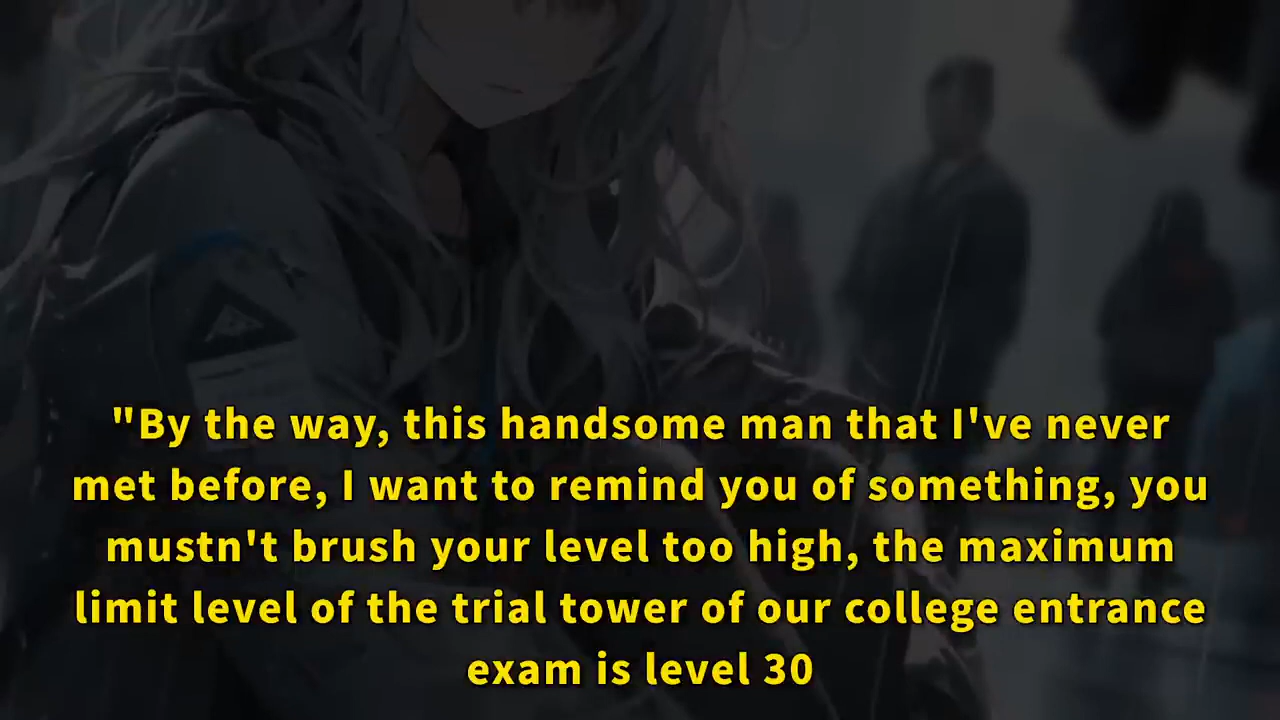 "By the way, this handsome man that I've never
met before, I want to remind you of something, you
mustn't brush your level too high, the maximum
limit level of the trial tower of our college entrance
exam is level 30